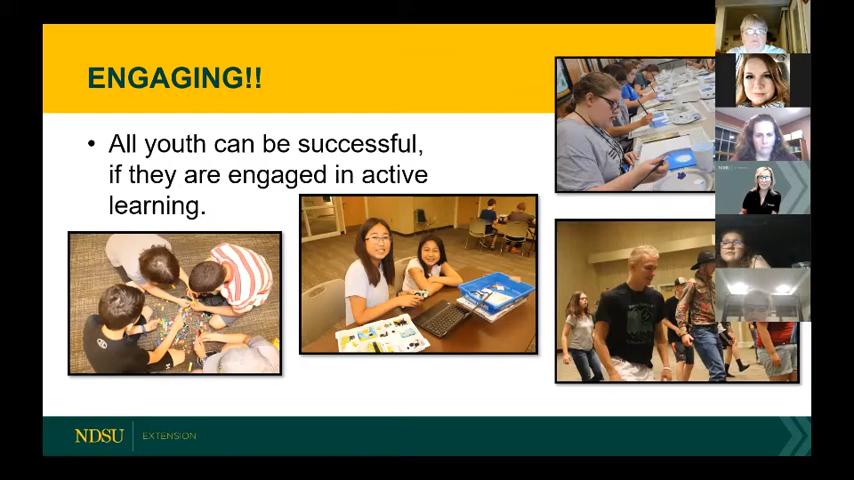 ENGAGING!!
• All youth can be successful,
if they are engaged in active
learning.
NDSU EXTENSION